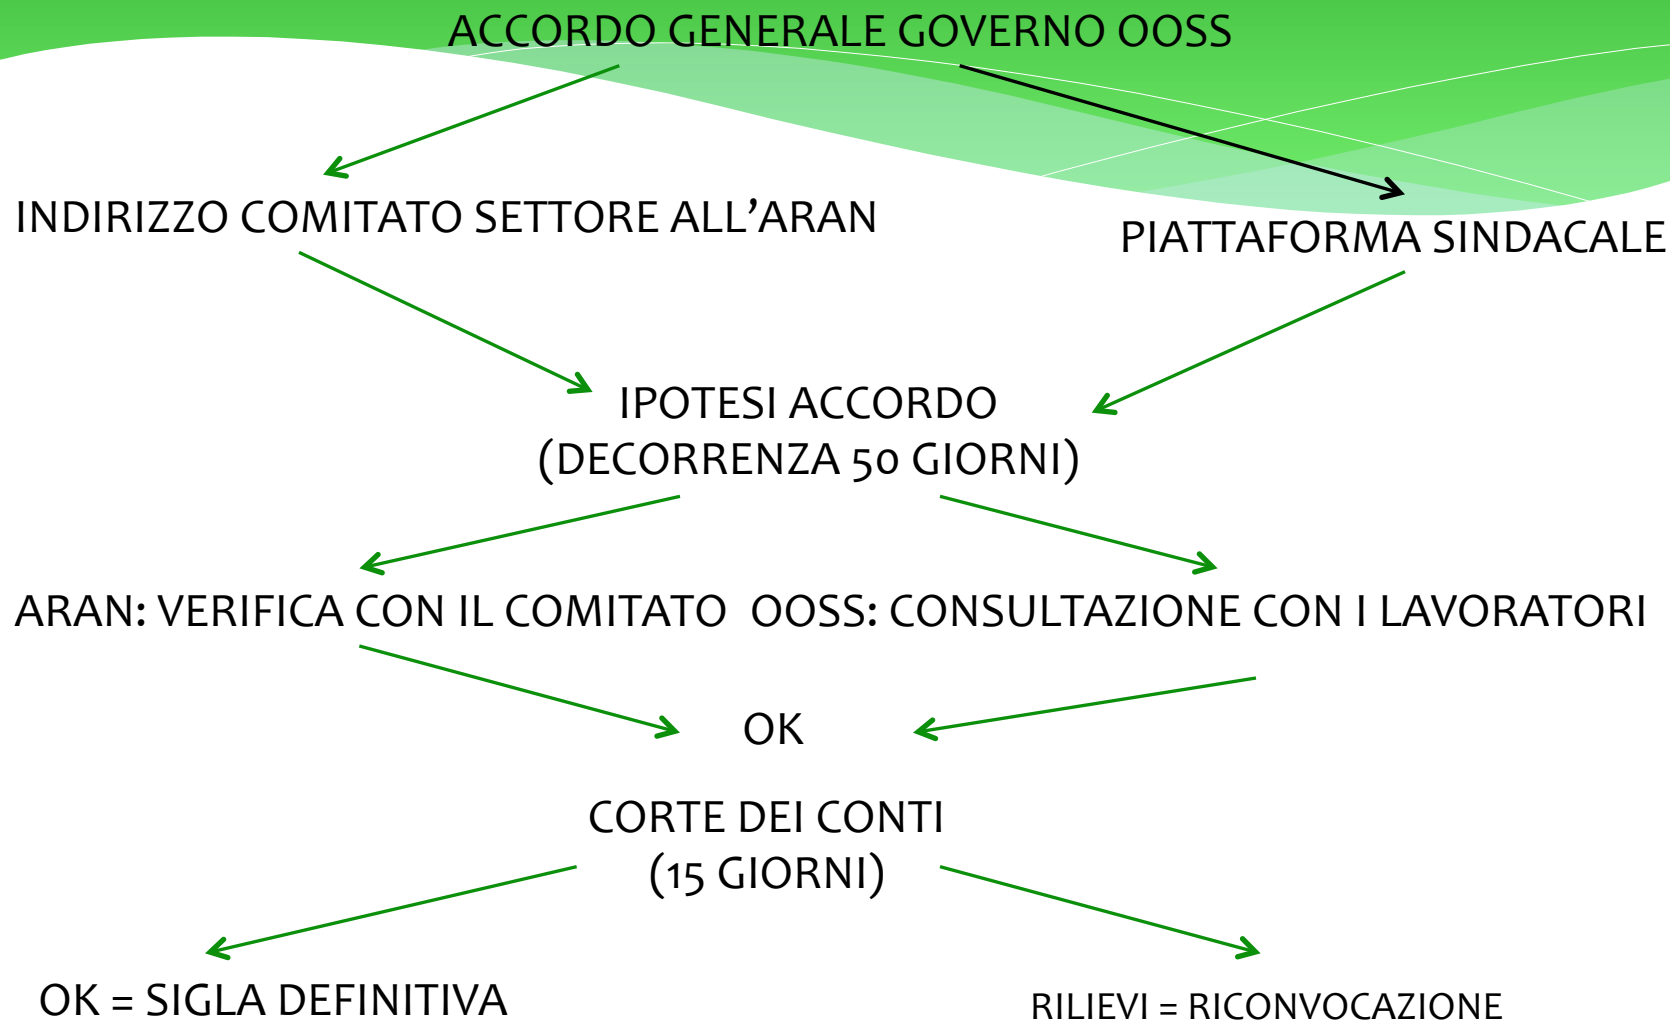 ACCORDO GENERALE GOVERNO OOSS
INDIRIZZO COMITATO SETTORE ALL’ARAN
PIATTAFORMA SINDACALE
IPOTESI ACCORDO
(DECORRENZA 50 GIORNI)
ARAN: VERIFICA CON IL COMITATO OOSS: CONSULTAZIONE CON I LAVORATORI
OK
CORTE DEI CONTI
(15 GIORNI)
OK = SIGLA DEFINITIVA
RILIEVI = RICONVOCAZIONE